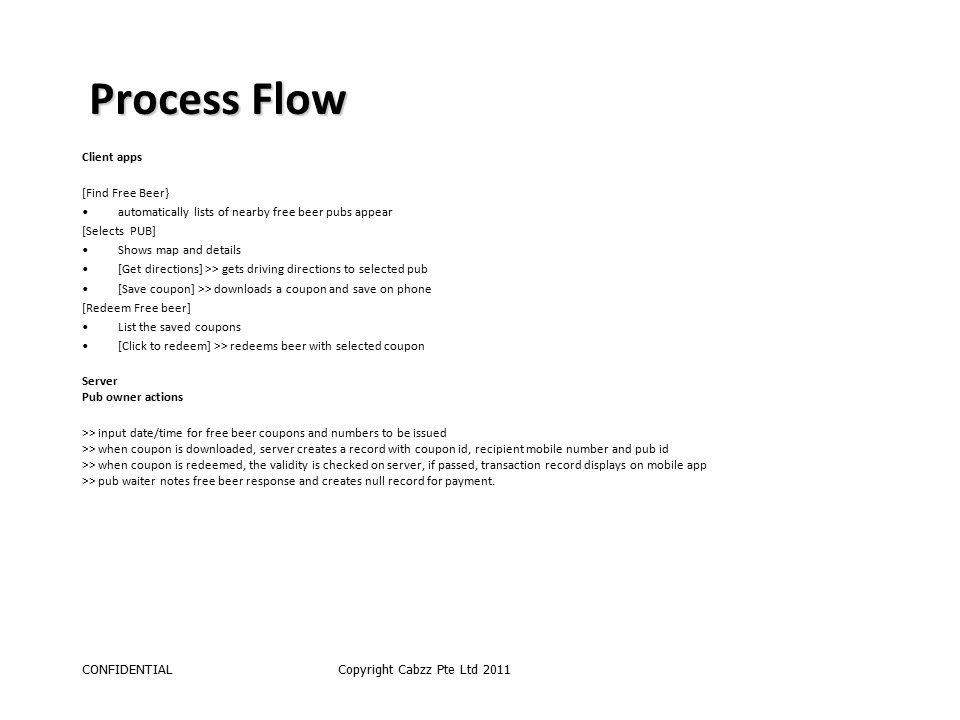 Process Flow
Client apps
[Find Free Beer}
• automatically lists of nearby free beer pubs appear
[Selects PUB]
• Shows map and details
• [Get directions] >> gets driving directions to selected pub
• [Save coupon] >> downloads a coupon and save on phone
[Redeem Free beer]
• List the saved coupons
• [Click to redeem] >> redeems beer with selected coupon
Server
Pub owner actions
>> input date/time for free beer coupons and numbers to be issued
>> when coupon is downloaded, server creates a record with coupon id, recipient mobile number and pub id
>> when coupon is redeemed, the validity is checked on server, if passed, transaction record displays on mobile app
>> pub waiter notes free beer response and creates null record for payment.
CONFIDENTIAL Copyright Cabzz Pte Ltd 2011